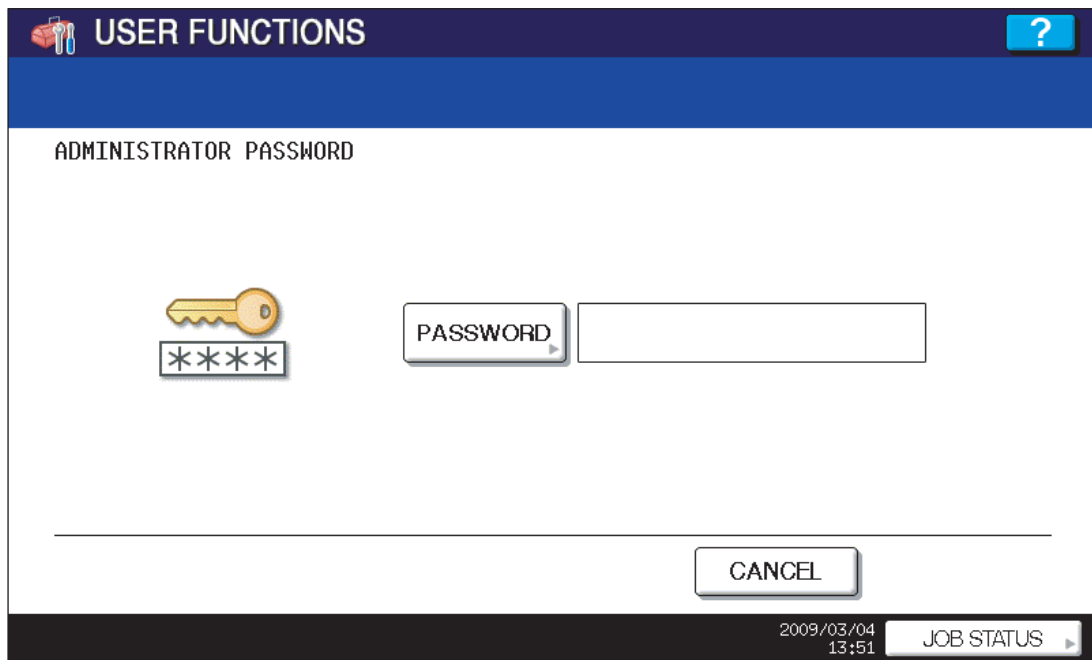 USER FUNCTIONS
?
ADMINISTRATOR PASSWORD
PASSWORD
****
CANCEL
2009/03/04
13:51
JOB STATUS